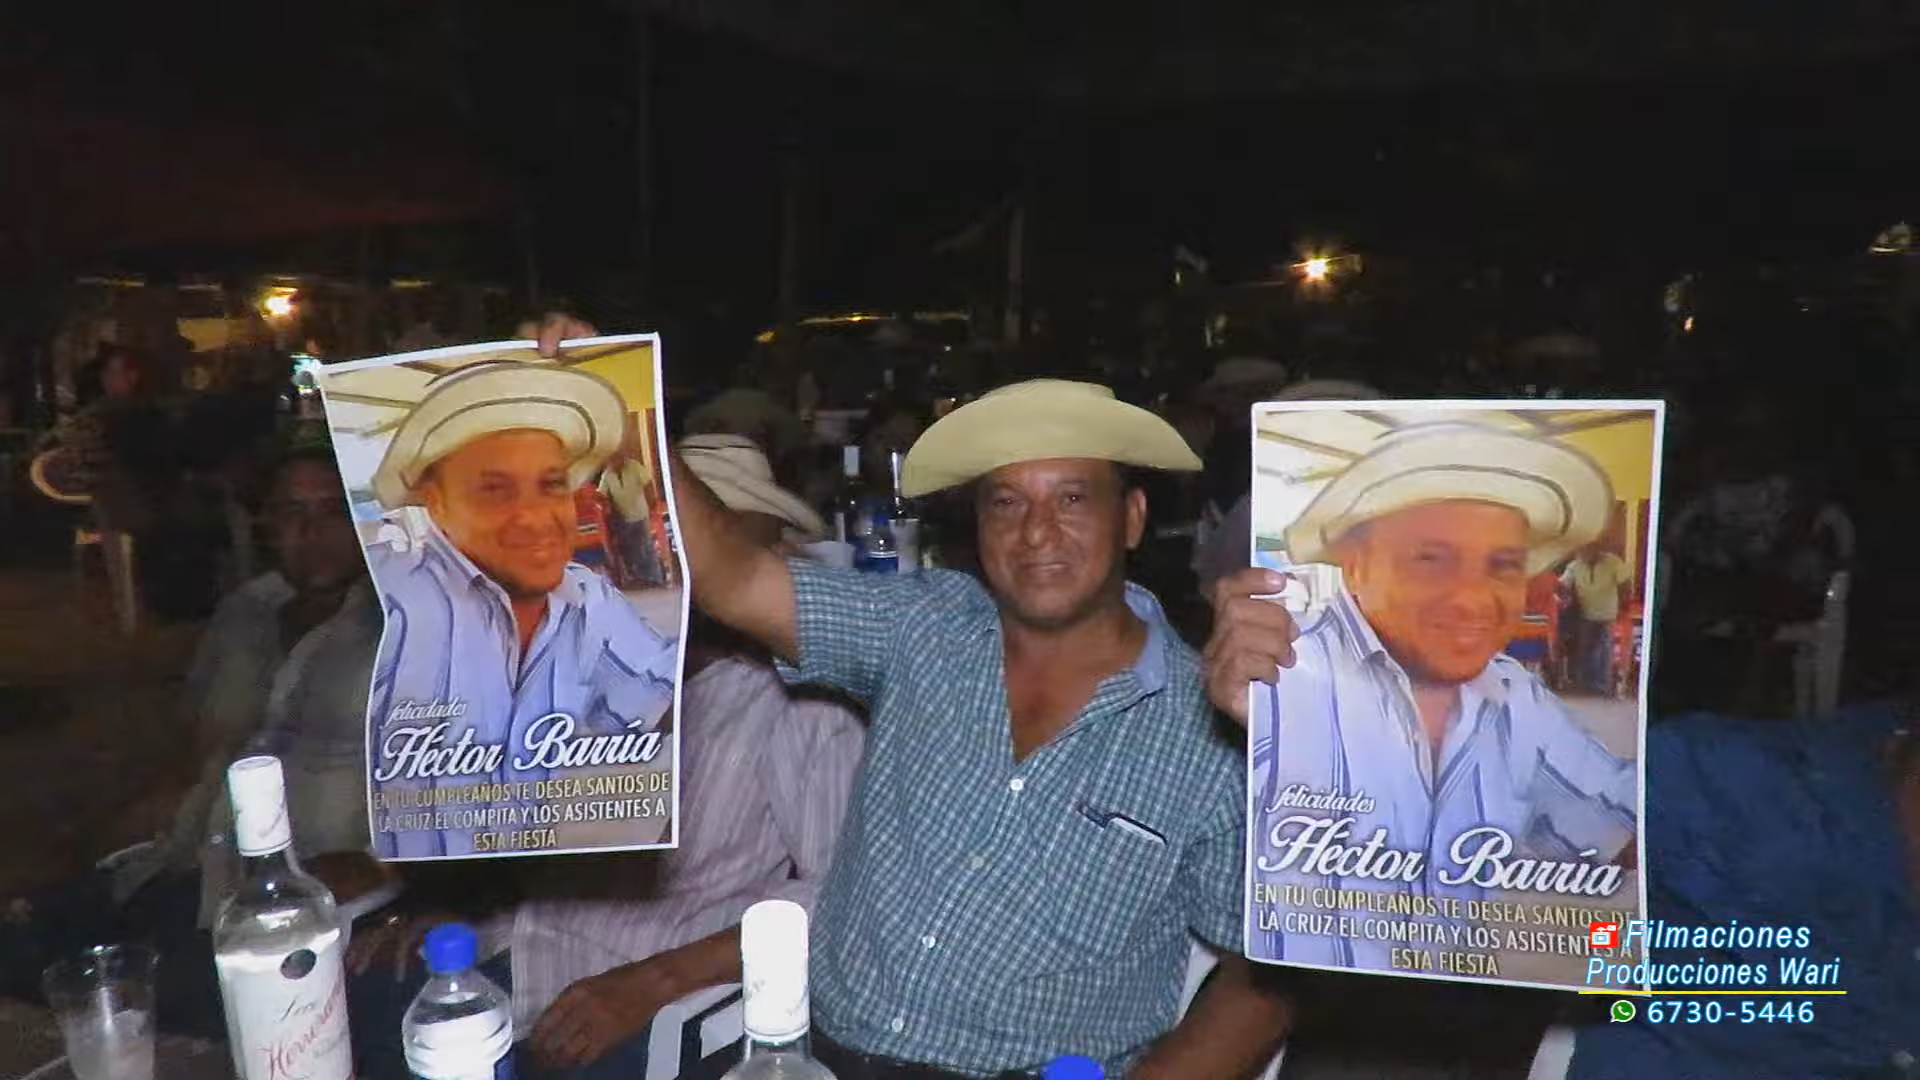 felicidades
Héctor Barría
EN TU CUMPLEAÑOS TE DESEA SANTOS DE
LA CRUZ EL COMPITA Y LOS ASISTENTES A
ESTA FIESTA
felicidades
Héctor Barría
EN TU CUMPLEAÑOS TE DESEA SANTOS DE
LA CRUZ EL COMPITA Y LOS ASISTENTES A
ESTA FIESTA
Filmaciones
Producciones Wari
6730-5446